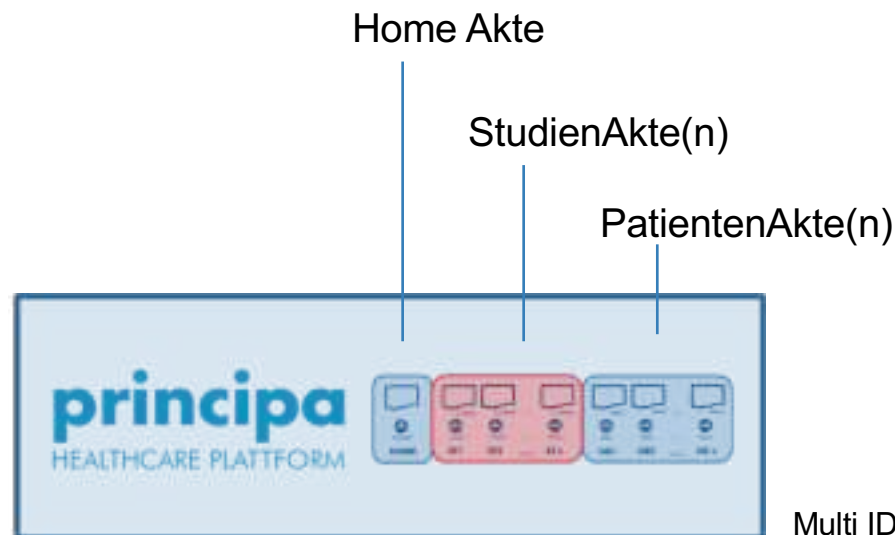 Home Akte
StudienAkte(n)
PatientenAkte(n)
principa
HEALTHCARE PLATTFORM
Multi ID